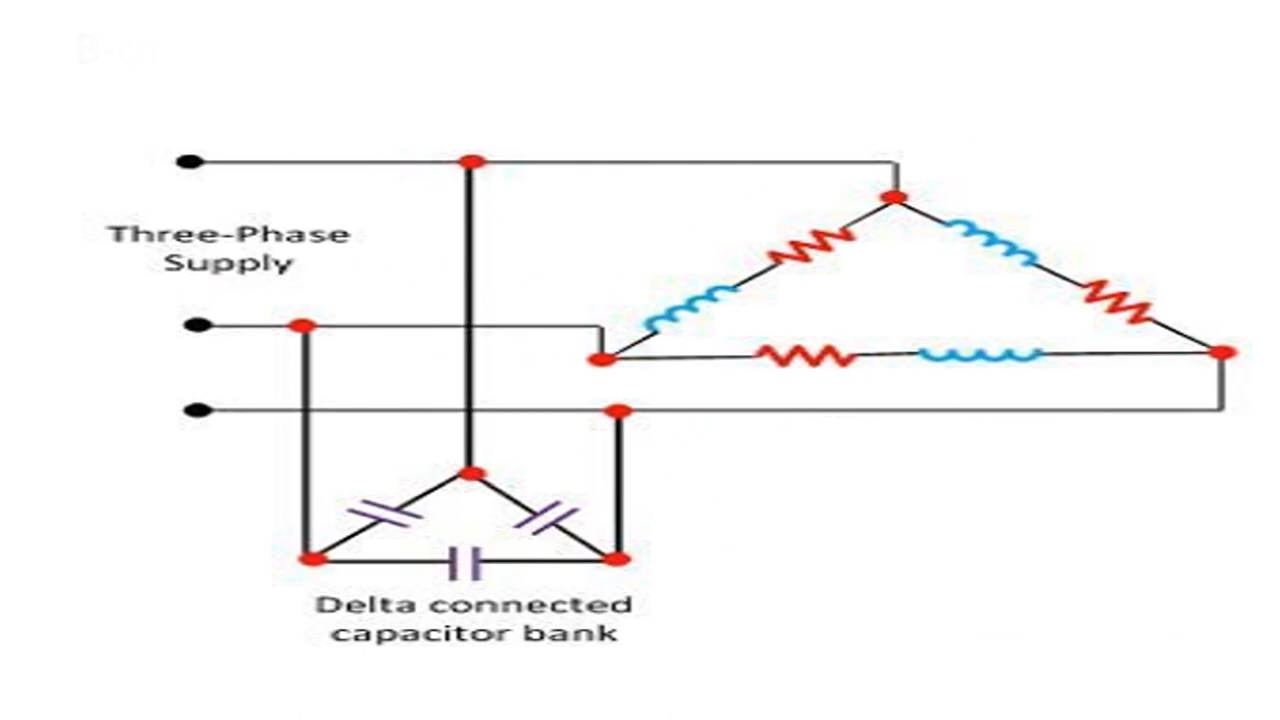 Three-Phase
Supply
Delta connected
capacitor bank